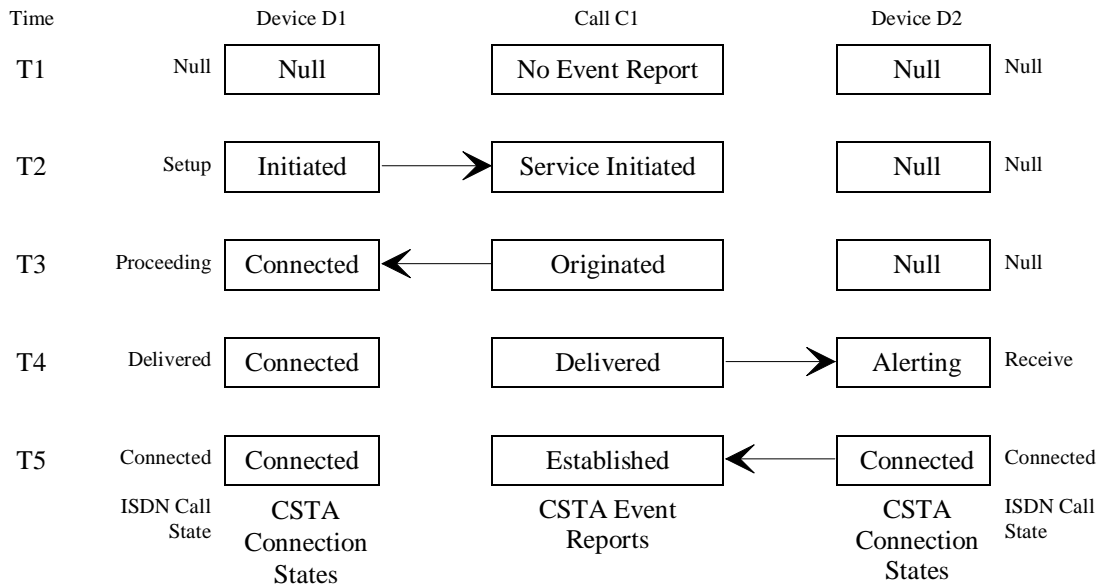 Time Device D1 Call C1 Device D2
T1 Null Null No Event Report Null Null
T2 Setup Initiated Service Initiated Null Null
T3 Proceeding Connected Originated Null Null
T4 Delivered Connected Delivered Alerting Receive
T5 Connected Connected Established Connected Connected
ISDN Call State
CSTA Connection States
CSTA Event Reports
CSTA Connection States
ISDN Call State